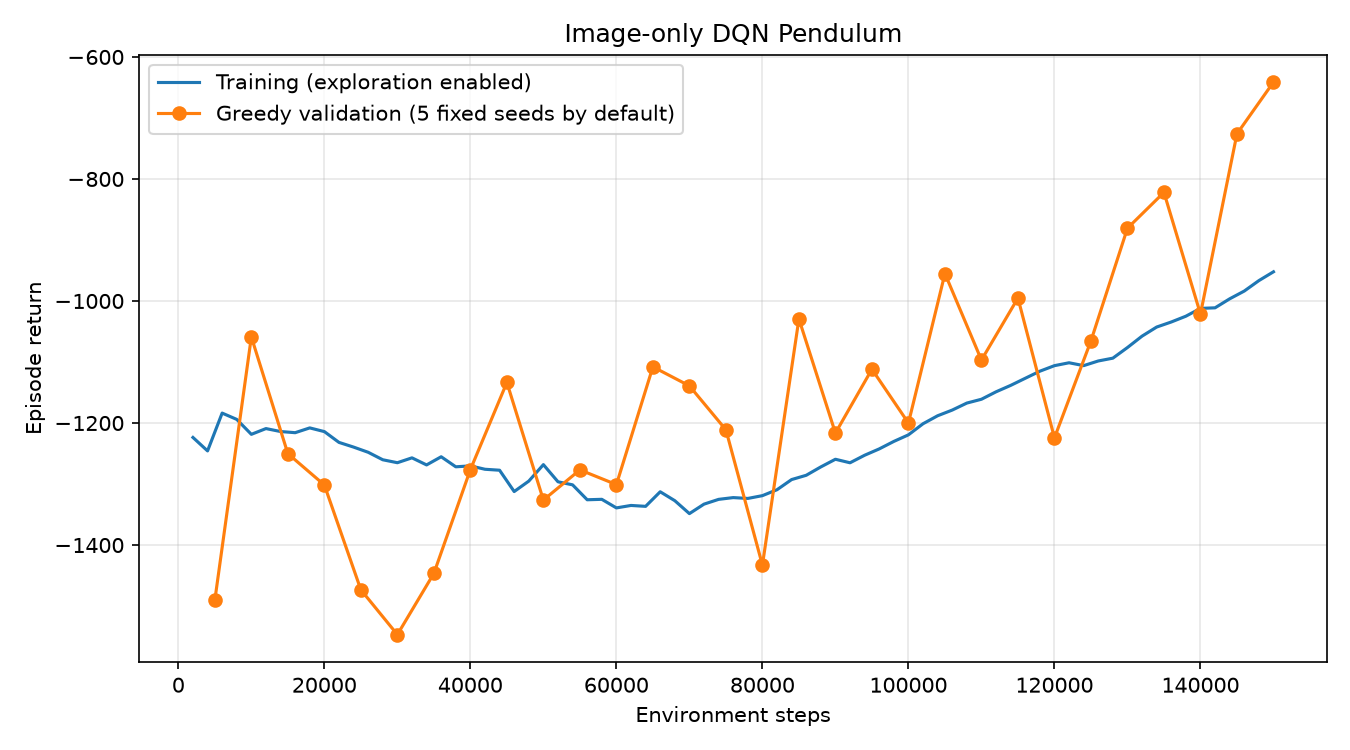 Image-only DQN Pendulum
Training (exploration enabled)
Greedy validation (5 fixed seeds by default)
Episode return
−600
−800
−1000
−1200
−1400
0 20000 40000 60000 80000 100000 120000 140000
Environment steps